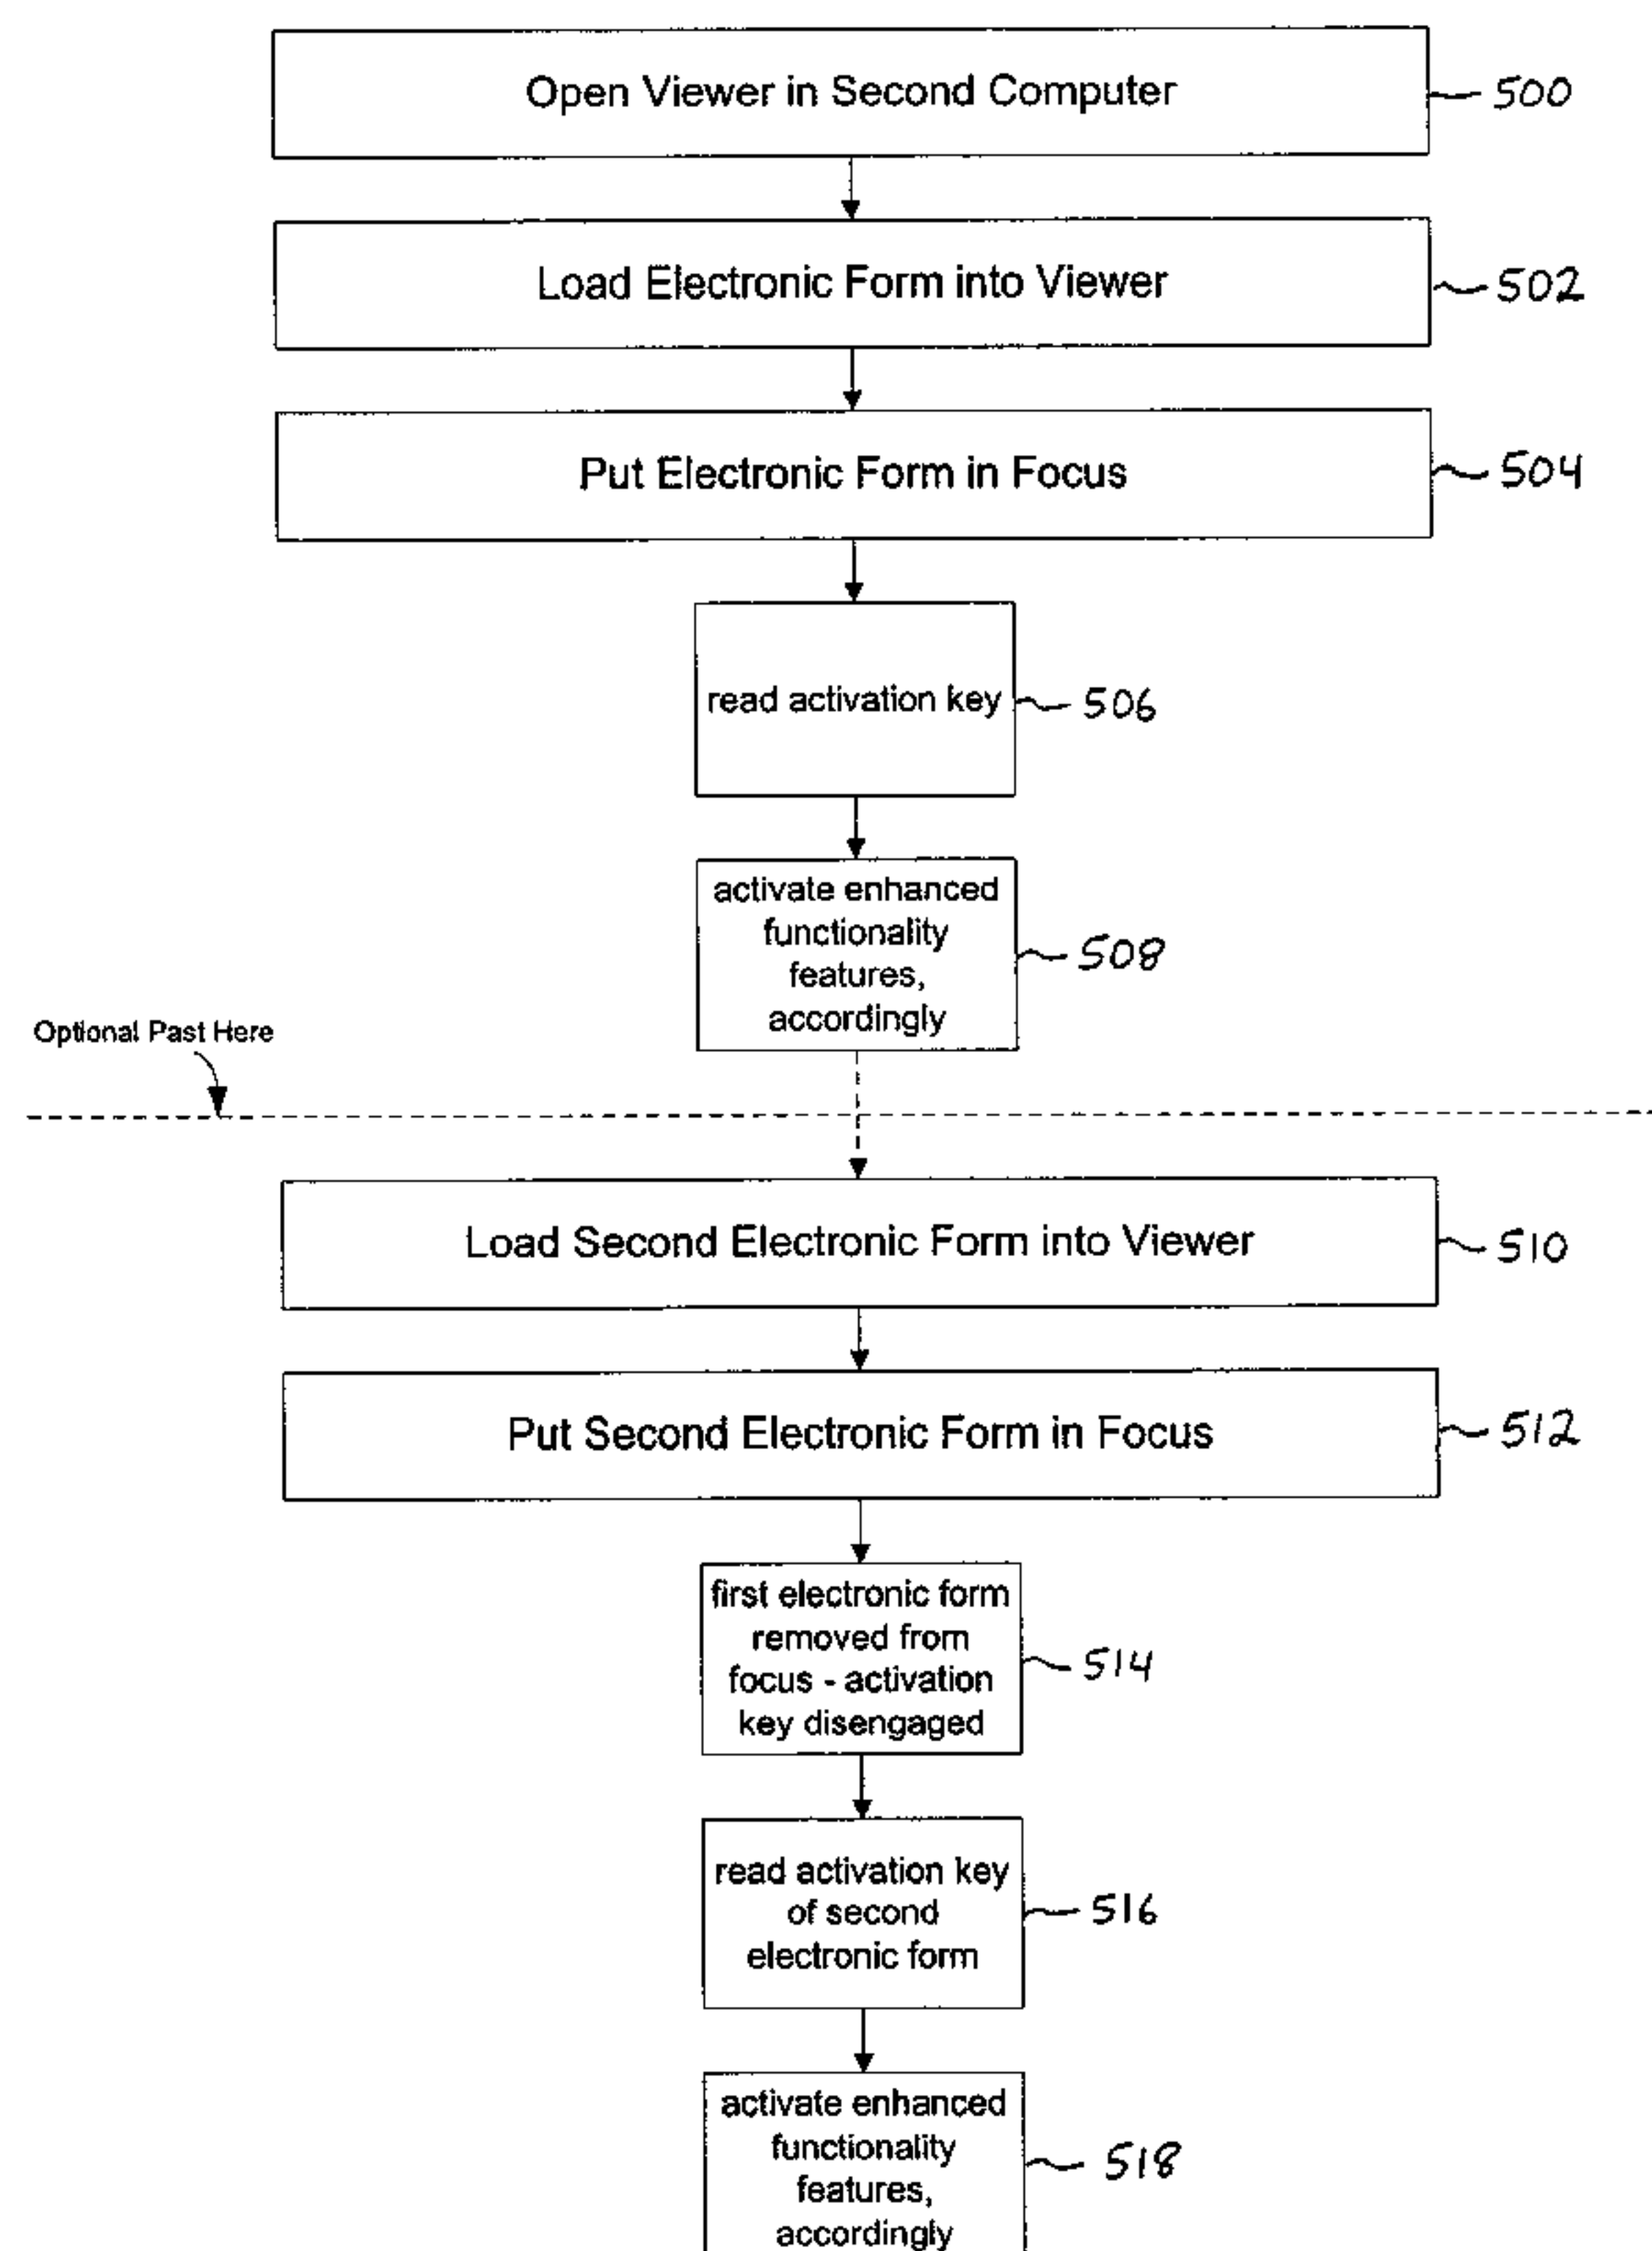 Open Viewer in Second Computer
500
Load Electronic Form into Viewer
502
Put Electronic Form in Focus
504
read activation key
506
activate enhanced
functionality
features,
accordingly
508
Optional Past Here
Load Second Electronic Form into Viewer
510
Put Second Electronic Form in Focus
512
first electronic form
removed from
focus - activation
key disengaged
514
read activation key
of second
electronic form
516
activate enhanced
functionality
features,
accordingly
518